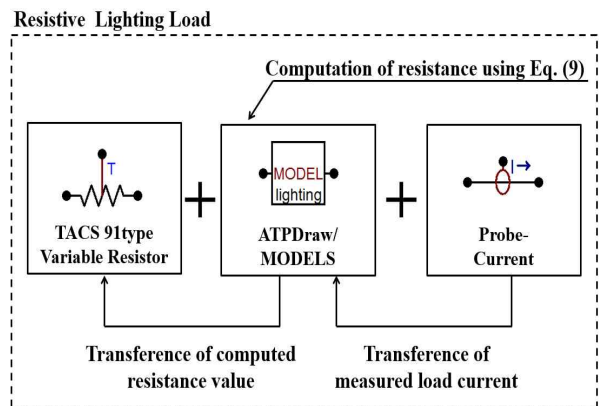 Resistive Lighting Load
Computation of resistance using Eq. (9)
T
TACS 91type
Variable Resistor
+
MODEL
lighting
ATPDraw/
MODELS
+
I→
Probe-
Current
Transference of computed
resistance value
Transference of
measured load current